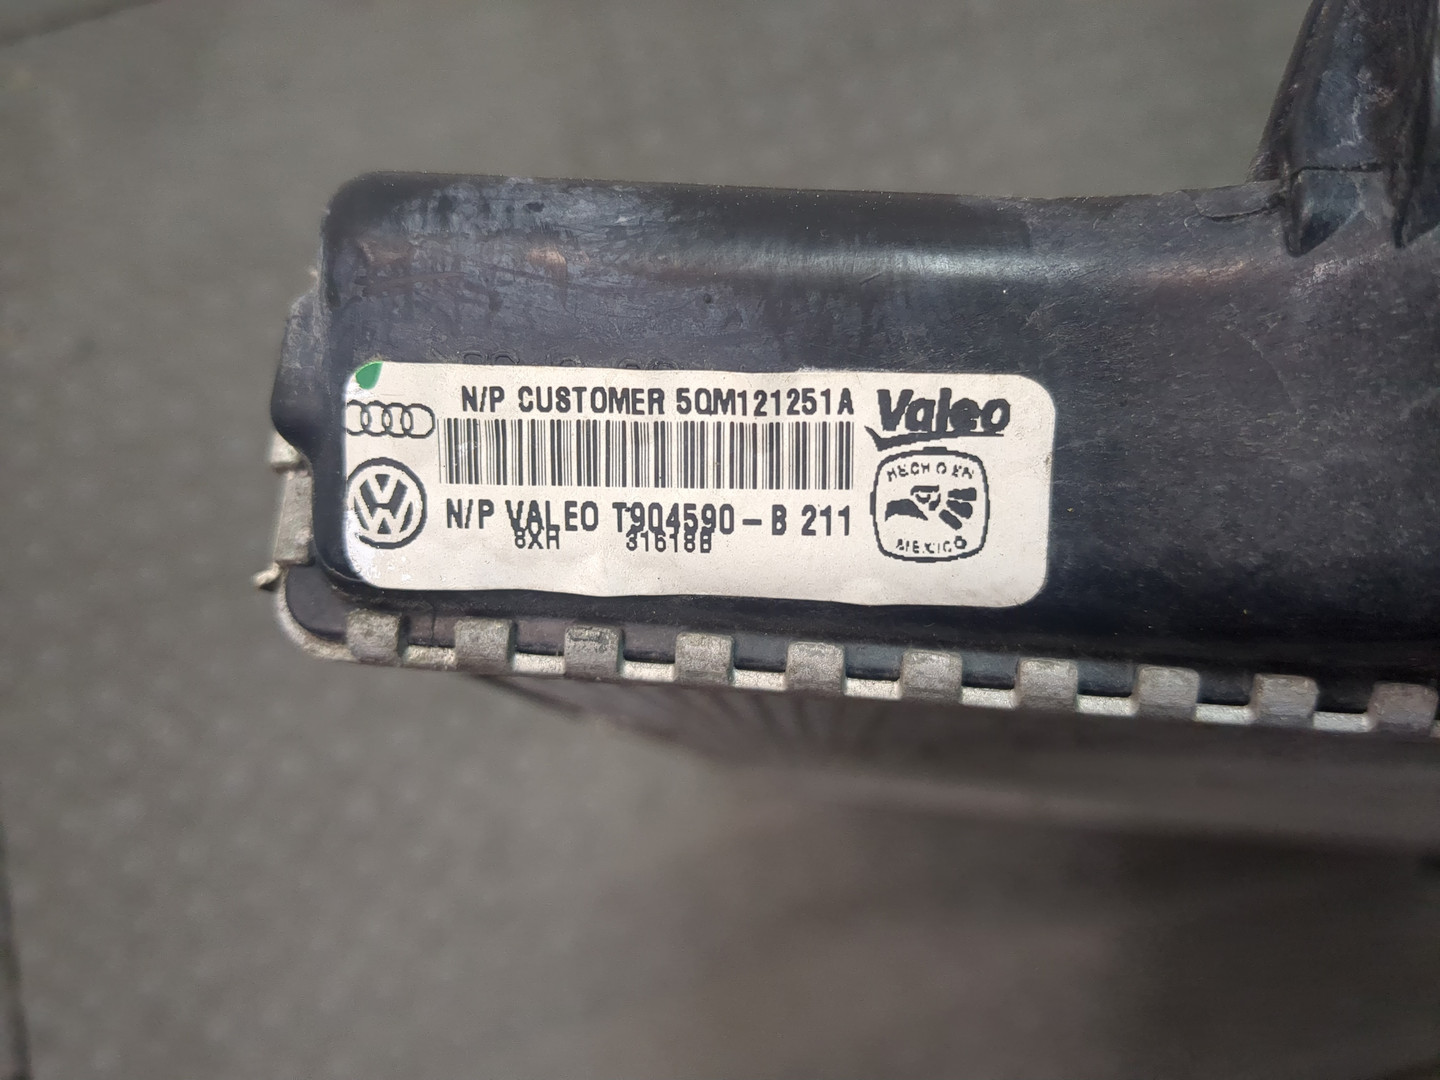 N/P CUSTOMER 5QM121251A
Valeo
HECHO EN
MEXICO
N/P VALEO T904590-B 211
8XH 31618B